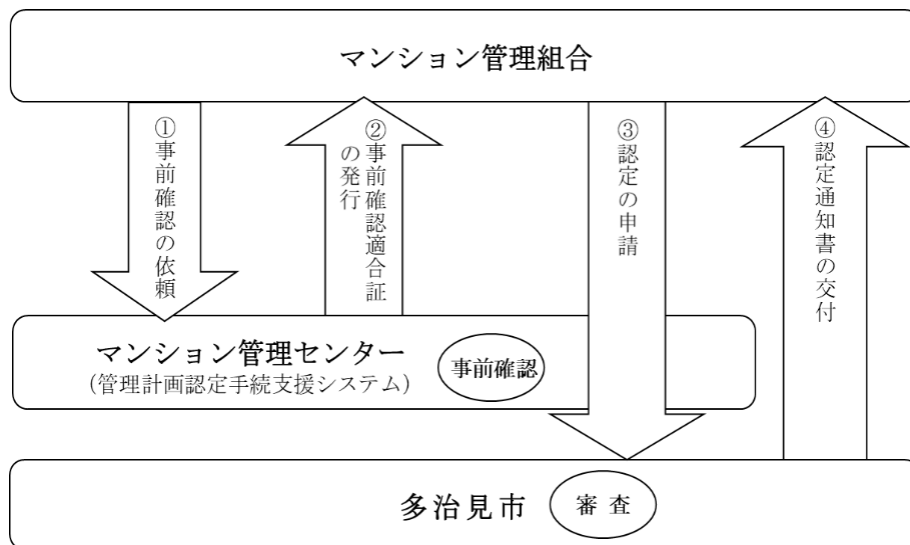 マンション管理組合
①事前確認の依頼
②事前確認適合証
の発行
③認定の申請
④認定通知書の交付
マンション管理センター
(管理計画認定手続支援システム)
事前確認
多治見市
審 査